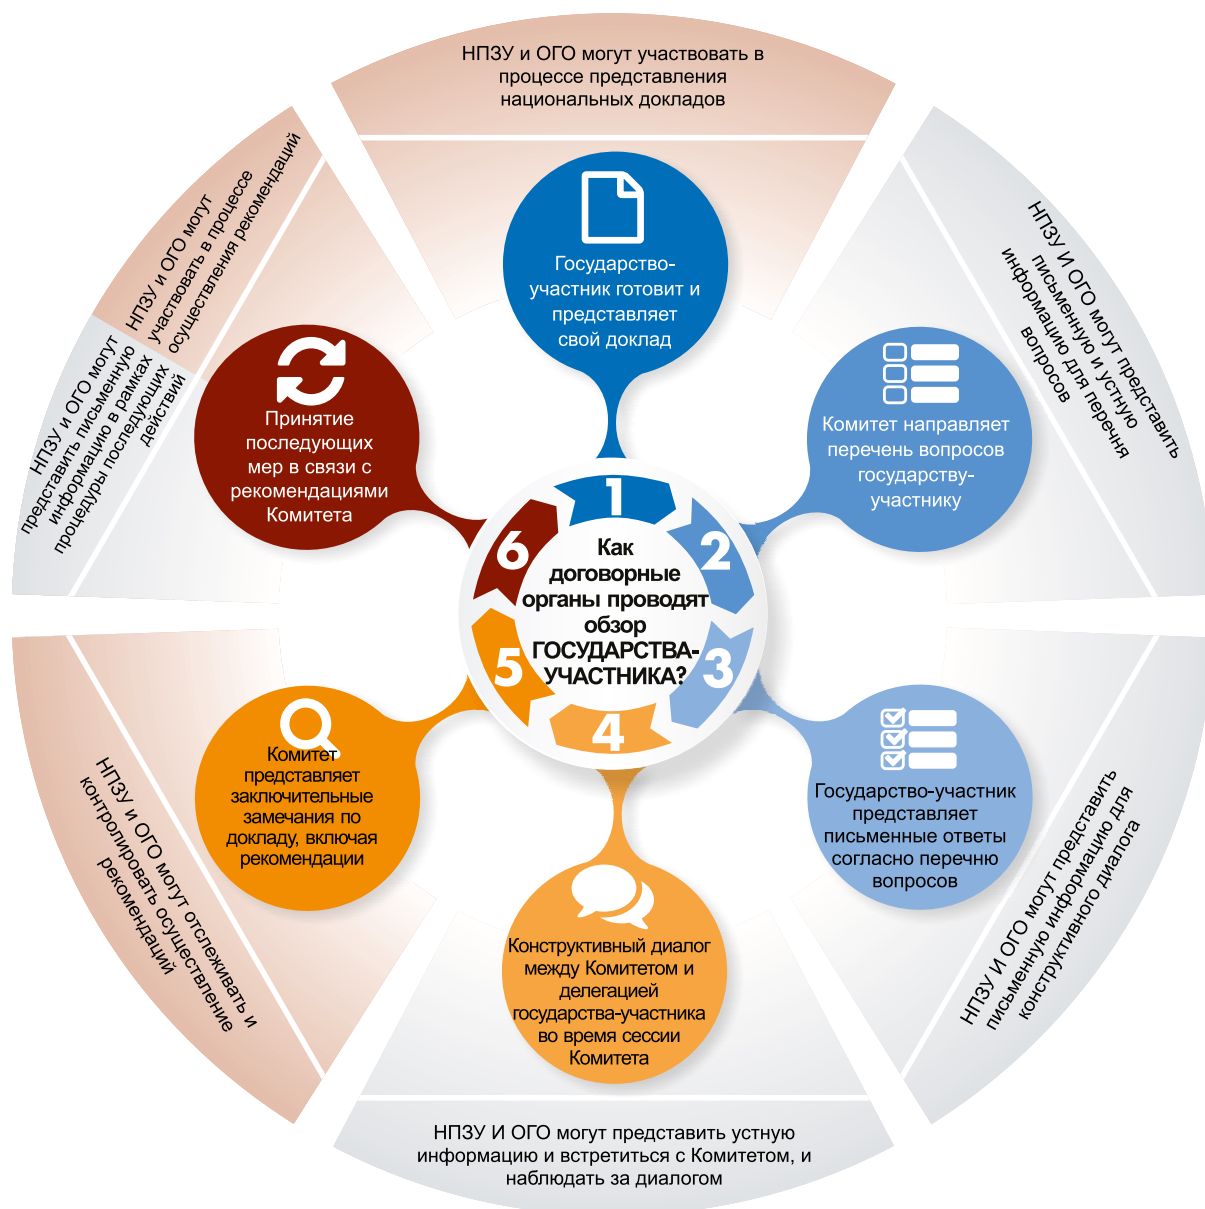 НПЗУ и ОГО могут участвовать в
процессе представления
национальных докладов
Государство-
участник готовит и
представляет
свой доклад
НПЗУ И ОГО могут представить
письменную и устную
информацию для перечня
вопросов
Комитет направляет
перечень вопросов
государству-
участнику
НПЗУ И ОГО могут представить
письменную информацию для
конструктивного диалога
Государство-участник
представляет
письменные ответы
согласно перечню
вопросов
НПЗУ И ОГО могут представить устную
информацию и встретиться с Комитетом, и
наблюдать за диалогом
Конструктивный диалог
между Комитетом и
делегацией
государства-участника
во время сессии
Комитета
НПЗУ и ОГО могут отслеживать и
контролировать осуществление
рекомендаций
Комитет
представляет
заключительные
замечания по
докладу, включая
рекомендации
НПЗУ и ОГО могут
представить письменную
информацию в рамках
процедуры последующих
действий
НПЗУ и ОГО могут
участвовать в процессе
осуществления рекомендаций
Принятие
последующих
мер в связи с
рекомендациями
Комитета
1
2
3
4
5
6
Как
договорные
органы проводят
обзор
ГОСУДАРСТВА-
УЧАСТНИКА?